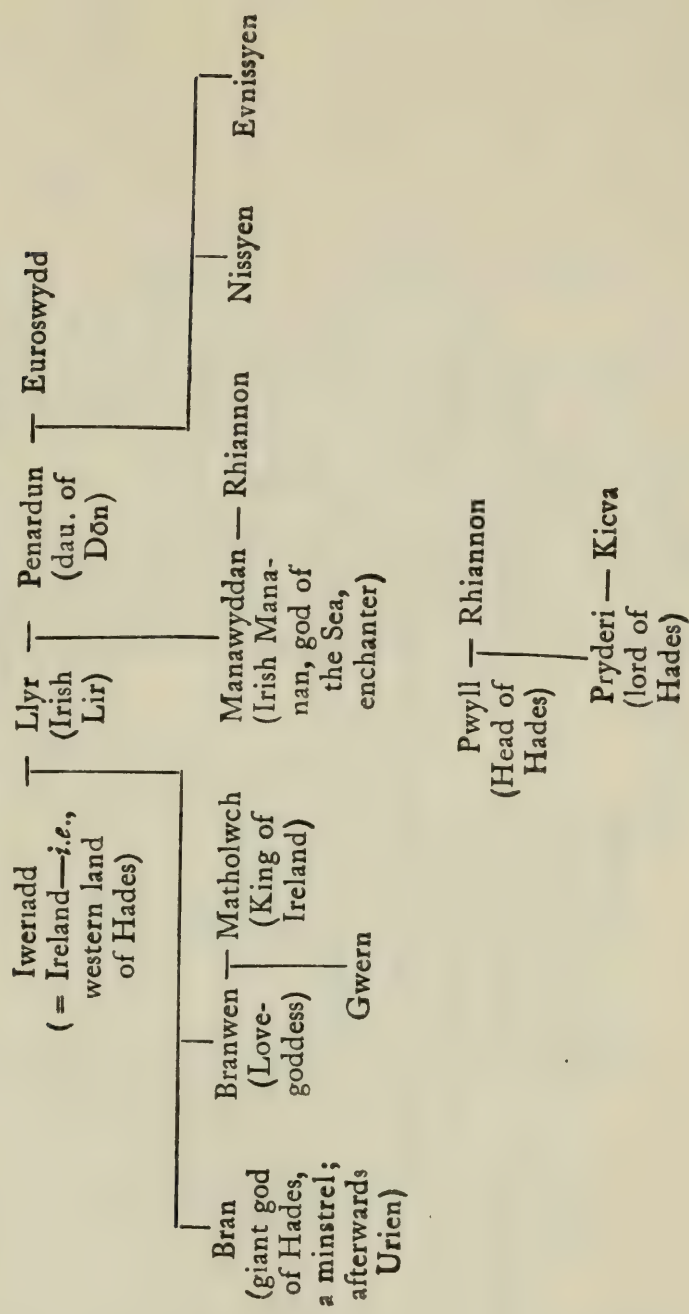 Iweriadd — Llyr — Penardun — Euroswydd
( = Ireland—i.e., (Irish (dau. of
western land Lir) Dōn)
of Hades)
Bran Branwen — Matholwch Manawyddan — Rhiannon Nissyen Evnissyen
(giant god (Love- (King of (Irish Mana-
of Hades, goddess) Ireland) nan, god of
a minstrel; the Sea,
afterwards Gwern enchanter)
Urien)
Pwyll — Rhiannon
(Head of
Hades)
Pryderi — Kicva
(lord of
Hades)